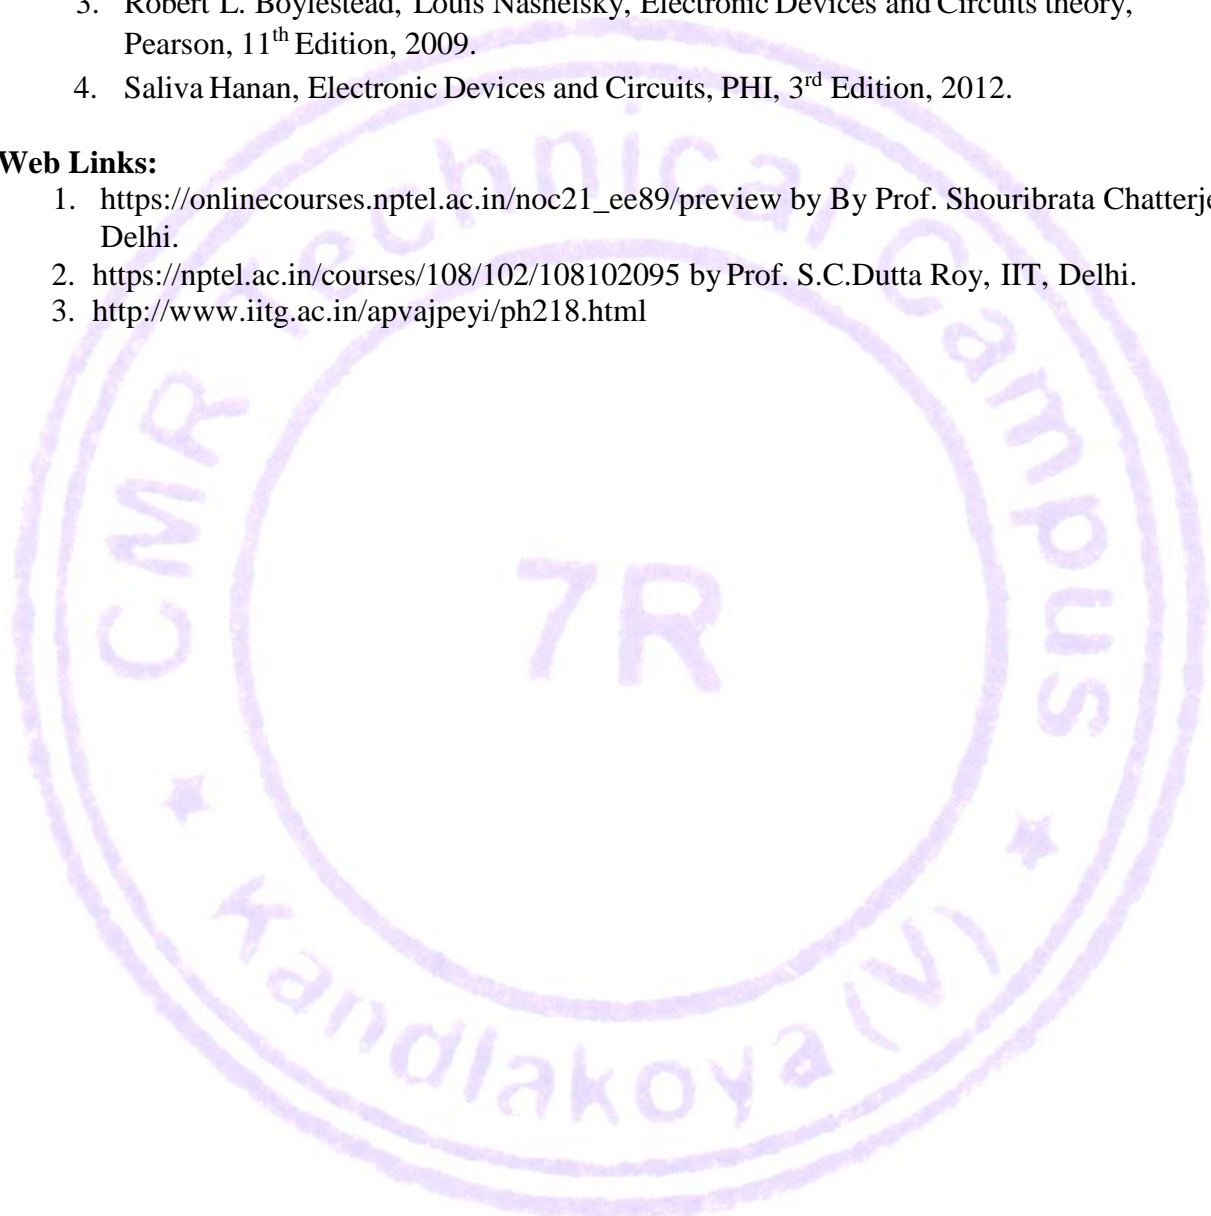 3. Robert L. Boylestead, Louis Nashelsky, Electronic Devices and Circuits theory,
Pearson, 11th Edition, 2009.
4. Saliva Hanan, Electronic Devices and Circuits, PHI, 3rd Edition, 2012.
Web Links:
1. https://onlinecourses.nptel.ac.in/noc21_ee89/preview by By Prof. Shouribrata Chatterje
Delhi.
2. https://nptel.ac.in/courses/108/102/108102095 by Prof. S.C.Dutta Roy, IIT, Delhi.
3. http://www.iitg.ac.in/apvajpeyi/ph218.html
CMR Technical Campus
7R
★ Kandlakoya (V) ★